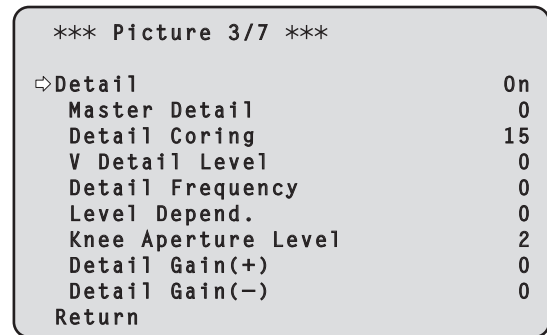 *** Picture 3/7 ***
⇨Detail On
Master Detail 0
Detail Coring 15
V Detail Level 0
Detail Frequency 0
Level Depend. 0
Knee Aperture Level 2
Detail Gain(+) 0
Detail Gain(−) 0
Return